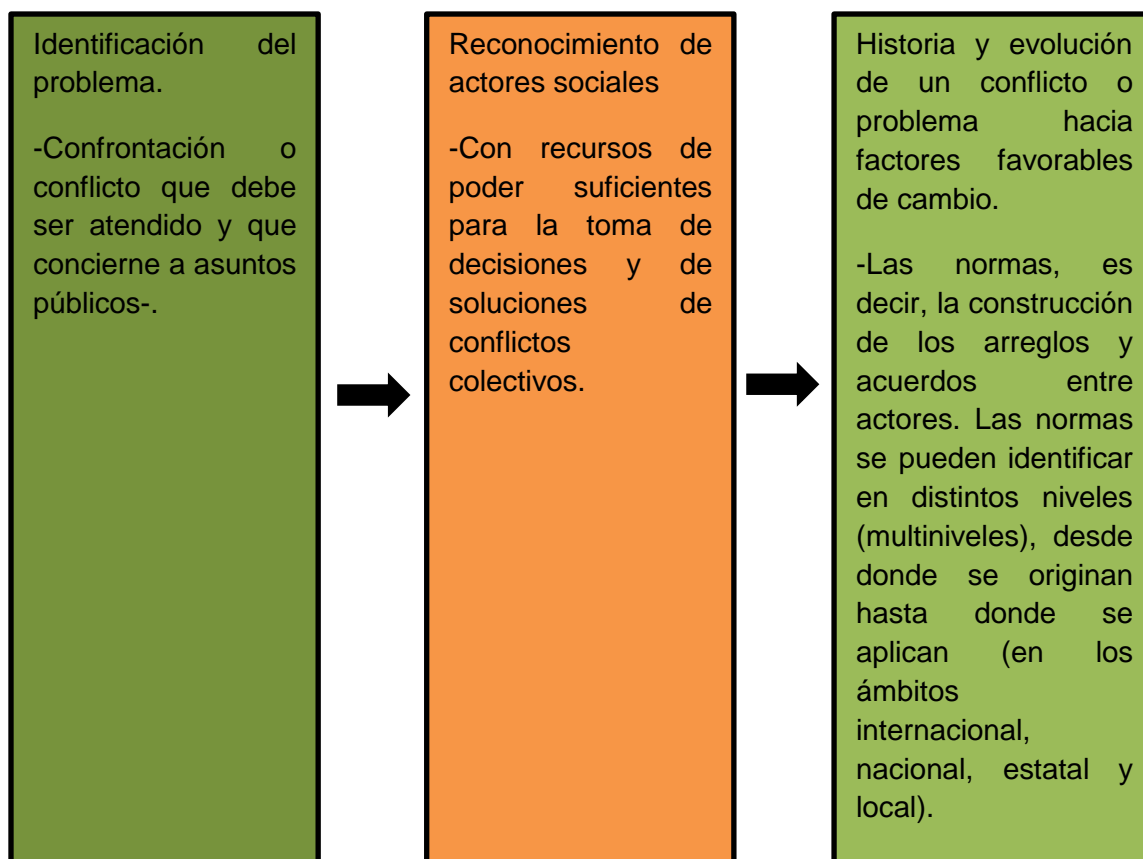 Identificación del
problema.
-Confrontación o
conflicto que debe
ser atendido y que
concierne a asuntos
públicos-.
Reconocimiento de
actores sociales
-Con recursos de
poder suficientes
para la toma de
decisiones y de
soluciones de
conflictos
colectivos.
Historia y evolución
de un conflicto o
problema hacia
factores favorables
de cambio.
-Las normas, es
decir, la construcción
de los arreglos y
acuerdos entre
actores. Las normas
se pueden identificar
en distintos niveles
(multiniveles), desde
donde se originan
hasta donde se
aplican (en los
ámbitos
internacional,
nacional, estatal y
local).